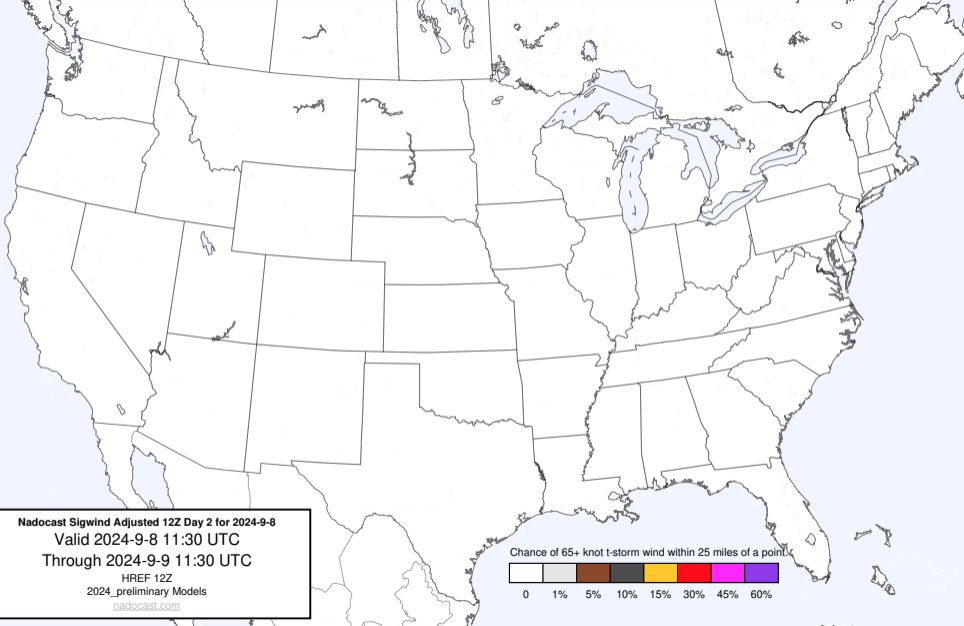 Nadocast Sigwind Adjusted 12Z Day 2 for 2024-9-8
Valid 2024-9-8 11:30 UTC
Through 2024-9-9 11:30 UTC
HREF 12Z
2024_preliminary Models
nadocast.com
Chance of 65+ knot t-storm wind within 25 miles of a point.
0 1% 5% 10% 15% 30% 45% 60%